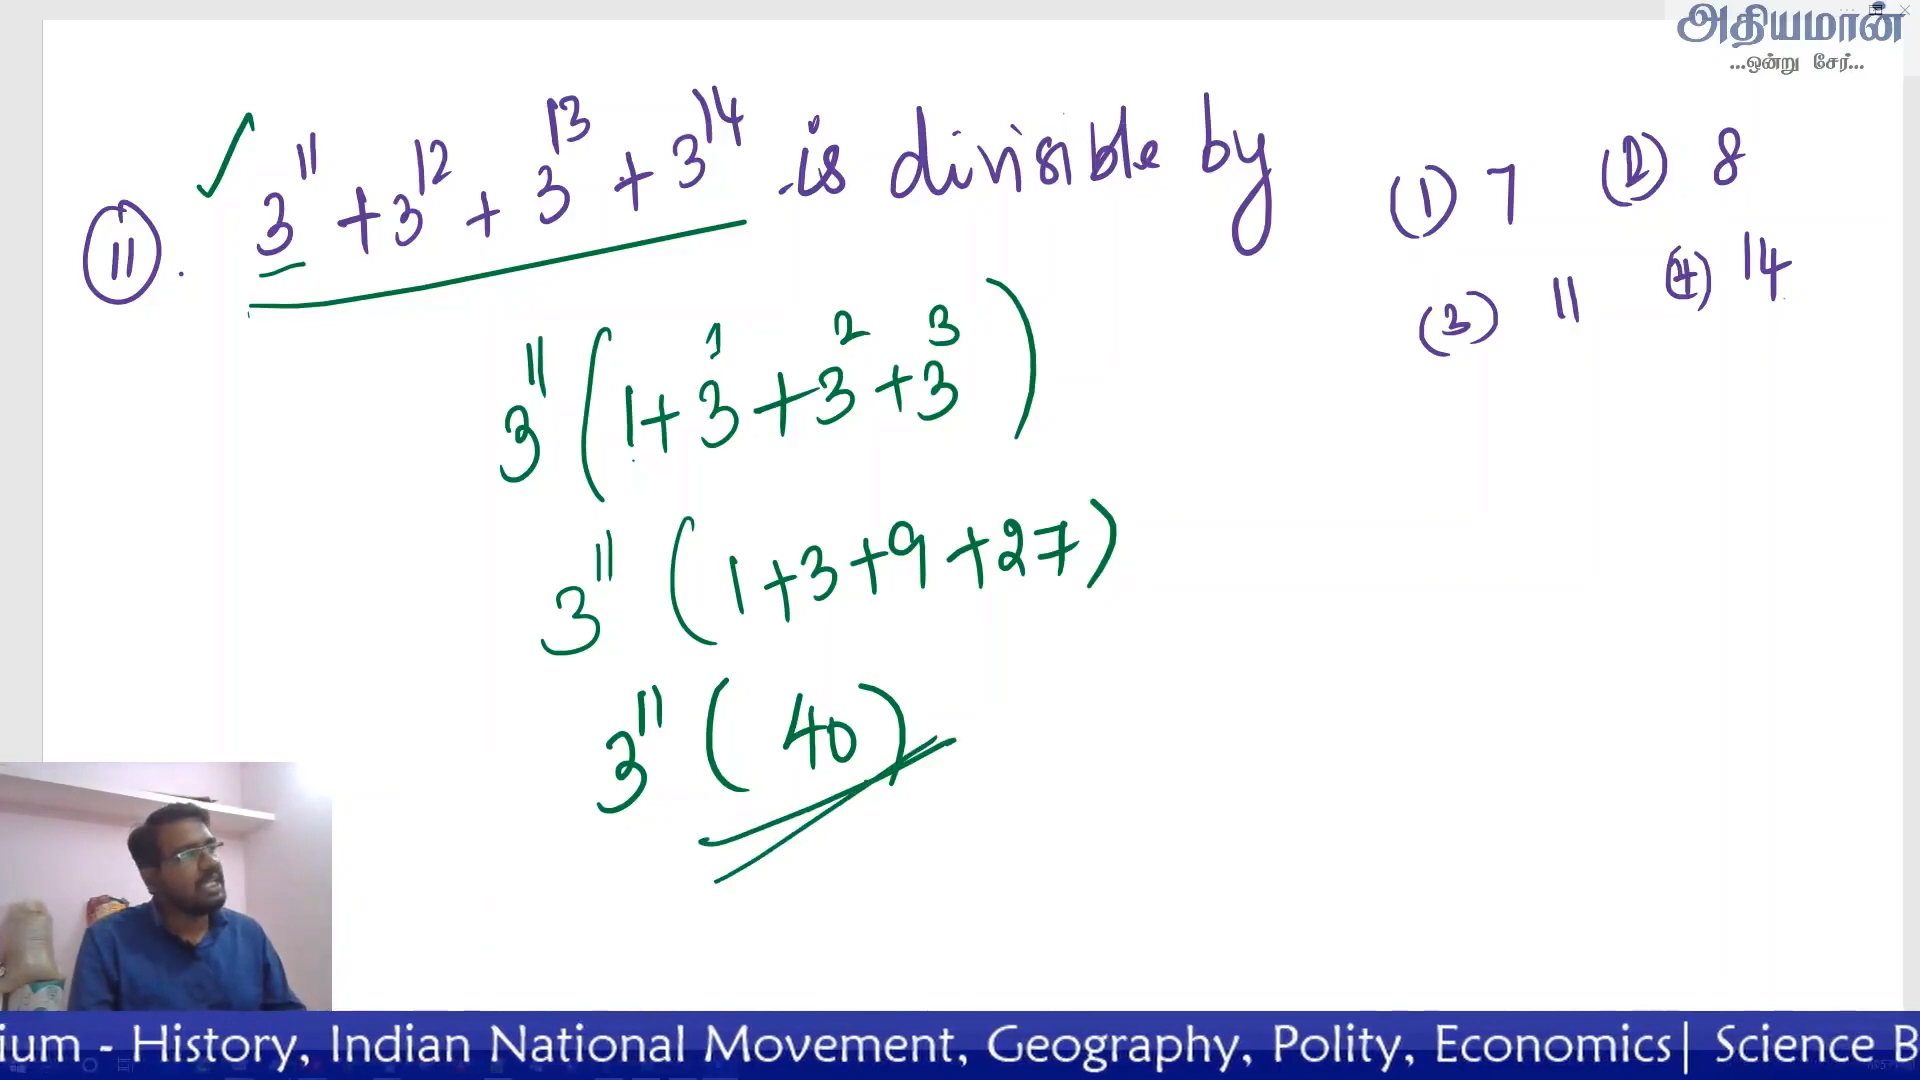 அதியமான்
...ஒன்று சேர்...
11. 3^11 + 3^12 + 3^13 + 3^14 is divisible by (1) 7 (2) 8
(3) 11 (4) 14
3^11 (1+3^1+3^2+3^3)
3^11 (1+3+9+27)
3^11 (40)
ium - History, Indian National Movement, Geography, Polity, Economics| Science B